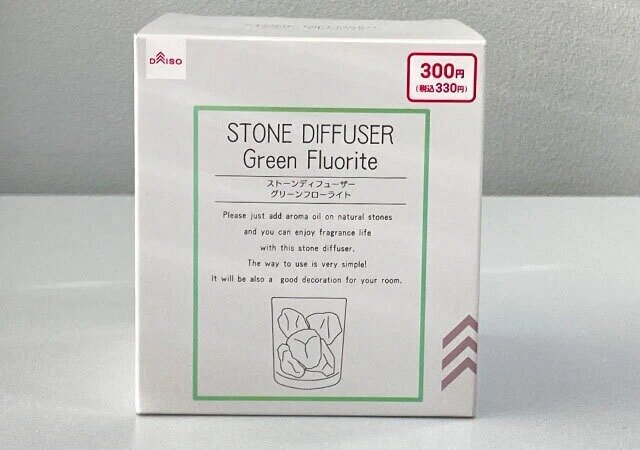 DAISO
300円
(税込330円)
STONE DIFFUSER
Green Fluorite
ストーンディフューザー
グリーンフローライト
Please just add aroma oil on natural stones
and you can enjoy fragrance life
with this stone diffuser.
The way to use is very simple!
It will be also a good decoration for your room.